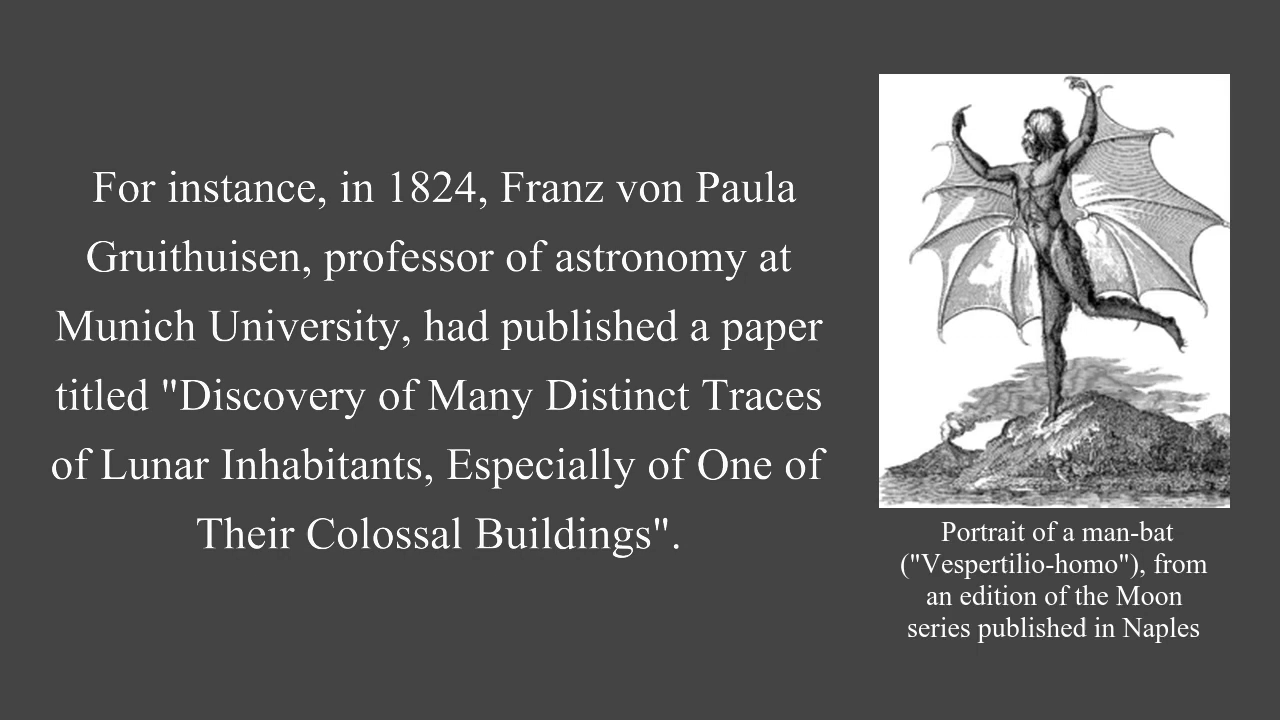 For instance, in 1824, Franz von Paula
Gruithuisen, professor of astronomy at
Munich University, had published a paper
titled "Discovery of Many Distinct Traces
of Lunar Inhabitants, Especially of One of
Their Colossal Buildings".
Portrait of a man-bat
("Vespertilio-homo"), from
an edition of the Moon
series published in Naples